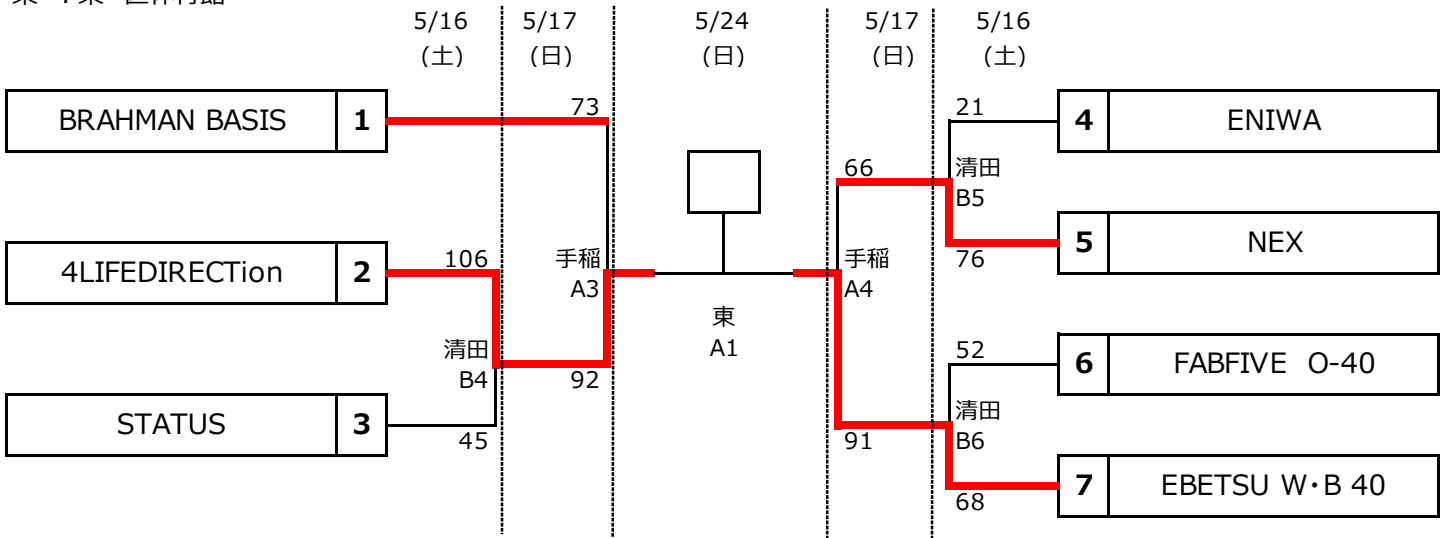 5/16 5/17 5/24 5/17 5/16
(土) (日) (日) (日) (土)
BRAHMAN BASIS 1
73
21
4 ENIWA
66
清田
B5
5 NEX
76
4LIFEDIRECTion 2
106
手稲
A3
手稲
A4
東
A1
清田
B4
92
52
6 FABFIVE O-40
STATUS 3
45
91
清田
B6
7 EBETSU W・B 40
68